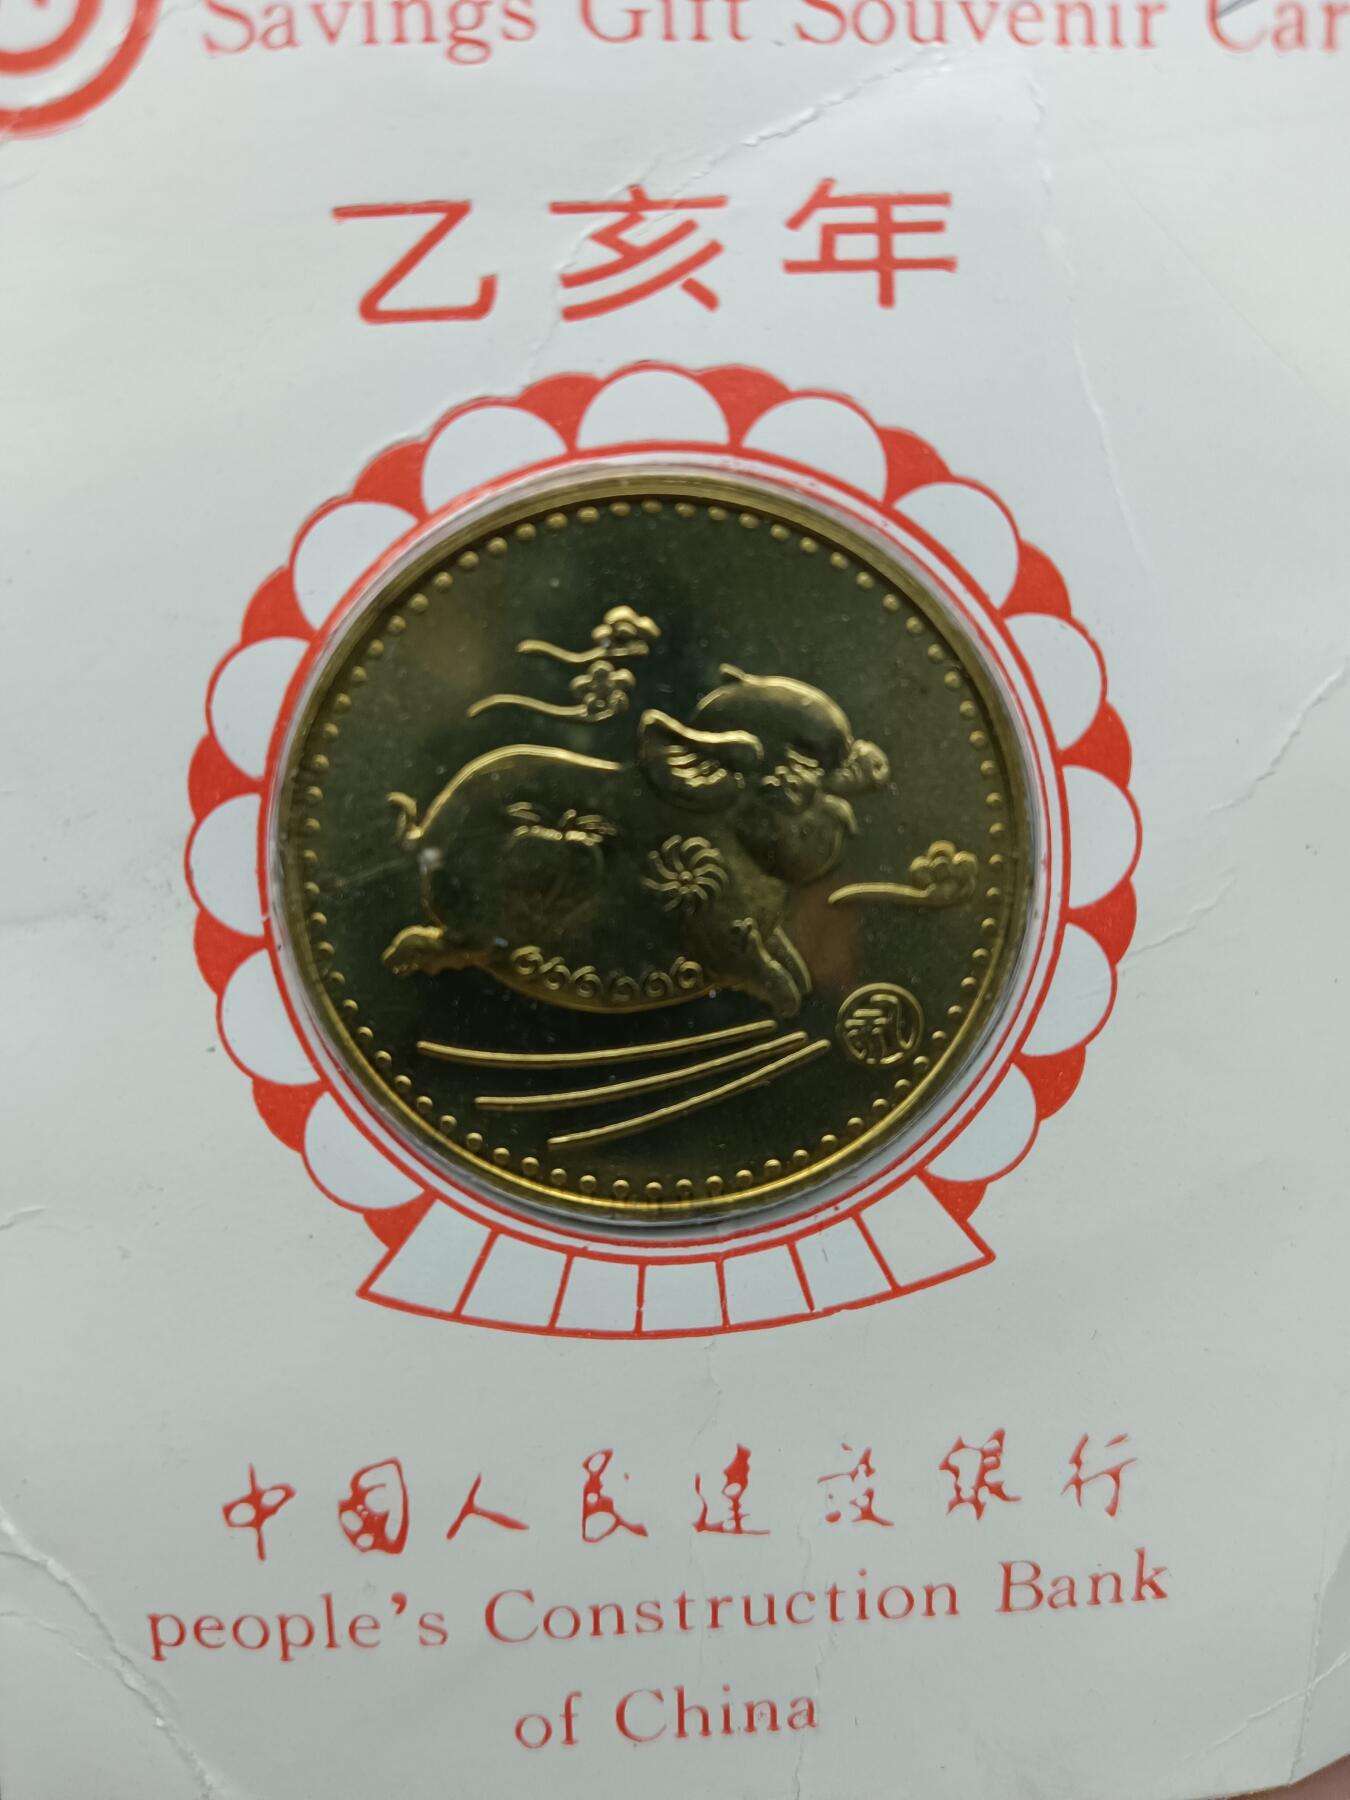 Savings Gift Souvenir Car
乙亥年
中国人民建设银行
people's Construction Bank
of China